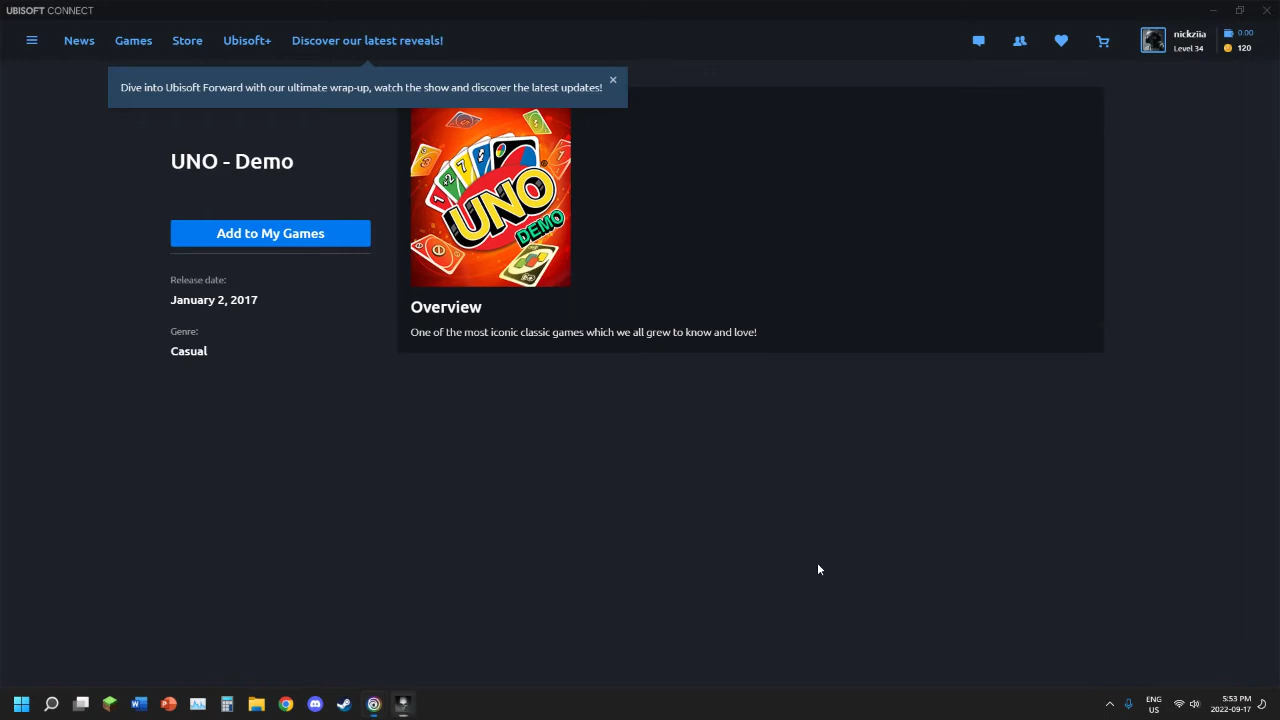 UBISOFT CONNECT
News Games Store Ubisoft+ Discover our latest reveals!
nickziia
Level 34
0.00
120
Dive into Ubisoft Forward with our ultimate wrap-up, watch the show and discover the latest updates!
UNO - Demo
Add to My Games
Release date:
January 2, 2017
Genre:
Casual
1 +2 7
UNO
DEMO
Overview
One of the most iconic classic games which we all grew to know and love!
ENG
US
5:53 PM
2022-09-17